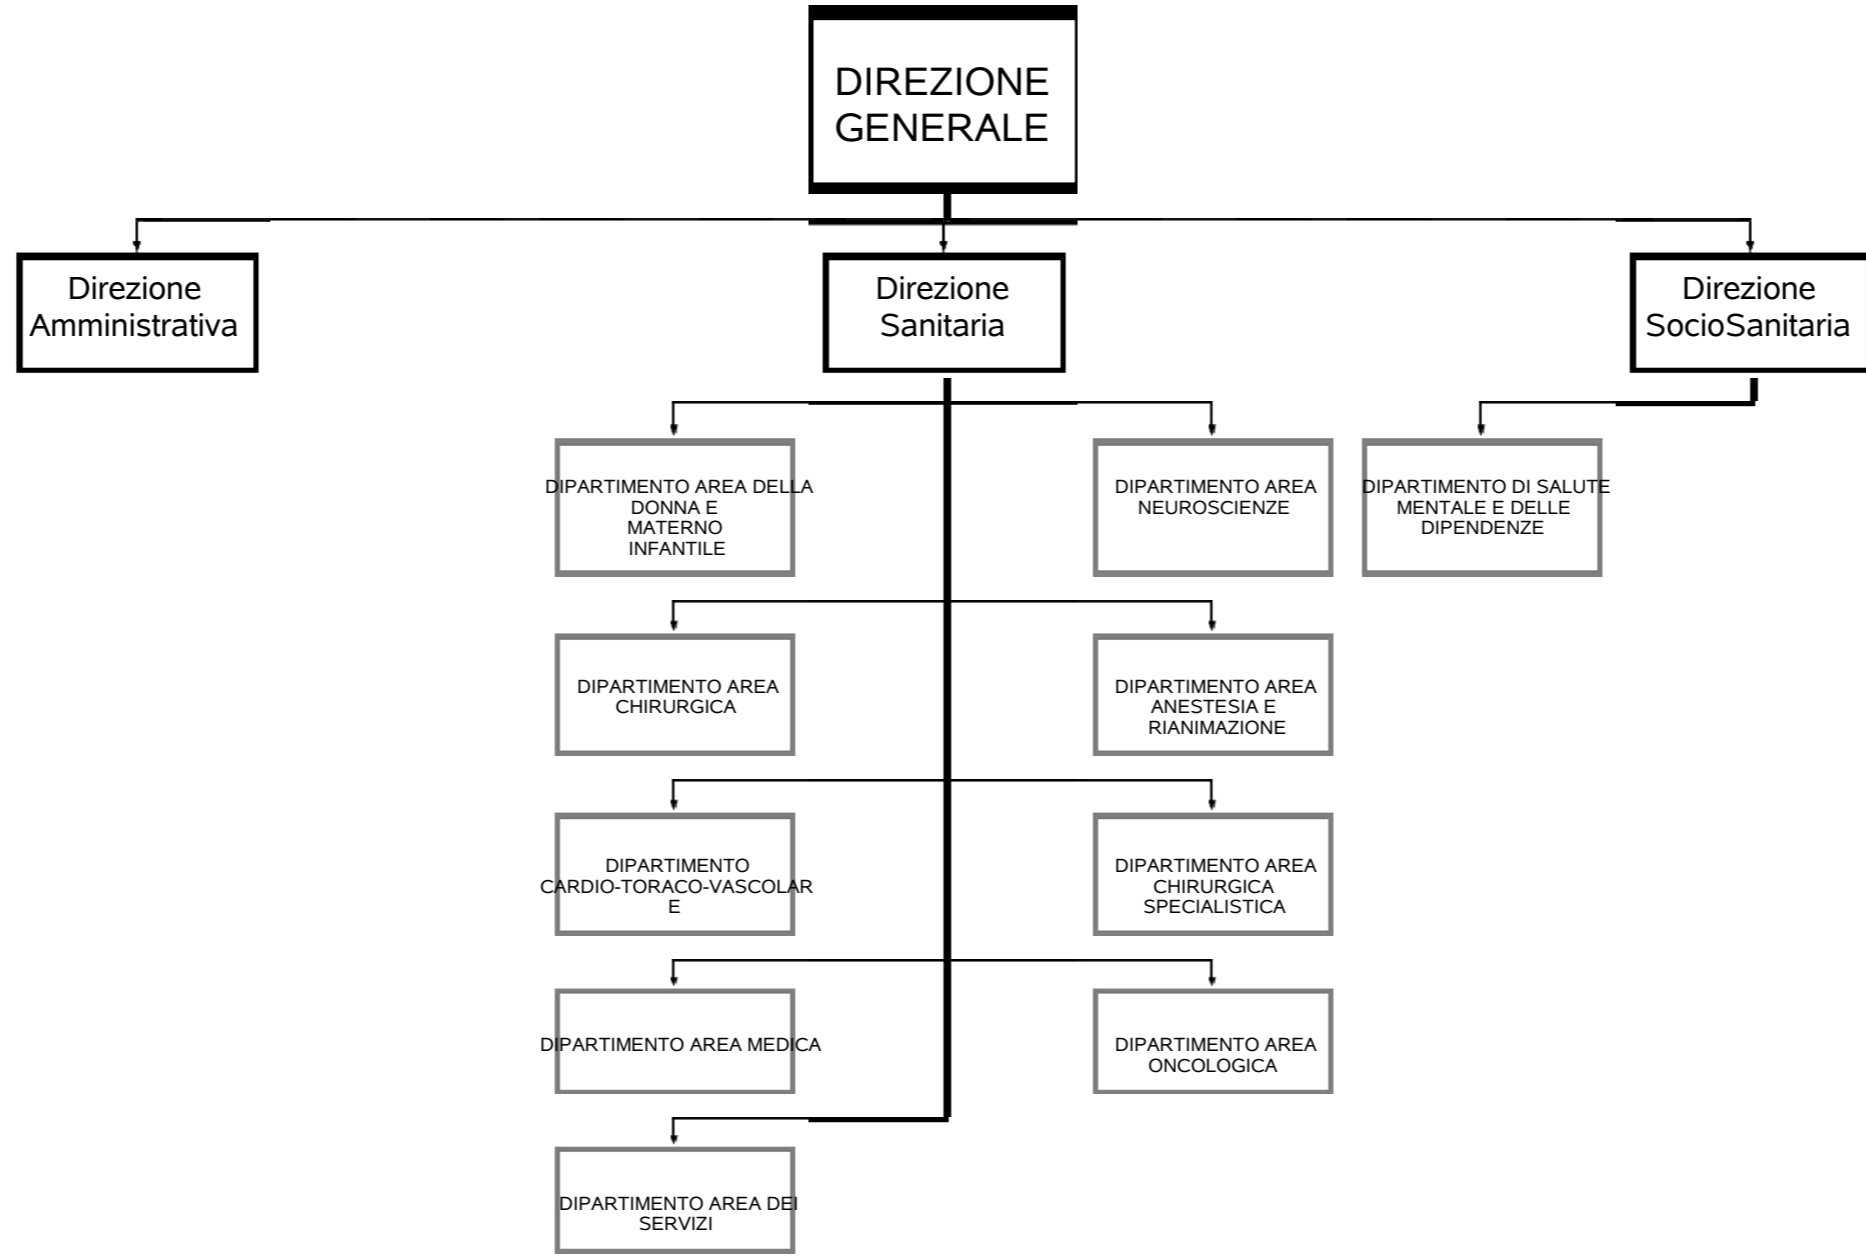 DIREZIONE
GENERALE
Direzione
Amministrativa
Direzione
Sanitaria
Direzione
SocioSanitaria
DIPARTIMENTO AREA DELLA
DONNA E
MATERNO
INFANTILE
DIPARTIMENTO AREA
NEUROSCIENZE
DIPARTIMENTO DI SALUTE
MENTALE E DELLE
DIPENDENZE
DIPARTIMENTO AREA
CHIRURGICA
DIPARTIMENTO AREA
ANESTESIA E
RIANIMAZIONE
DIPARTIMENTO
CARDIO-TORACO-VASCOLAR
E
DIPARTIMENTO AREA
CHIRURGICA
SPECIALISTICA
DIPARTIMENTO AREA MEDICA
DIPARTIMENTO AREA
ONCOLOGICA
DIPARTIMENTO AREA DEI
SERVIZI